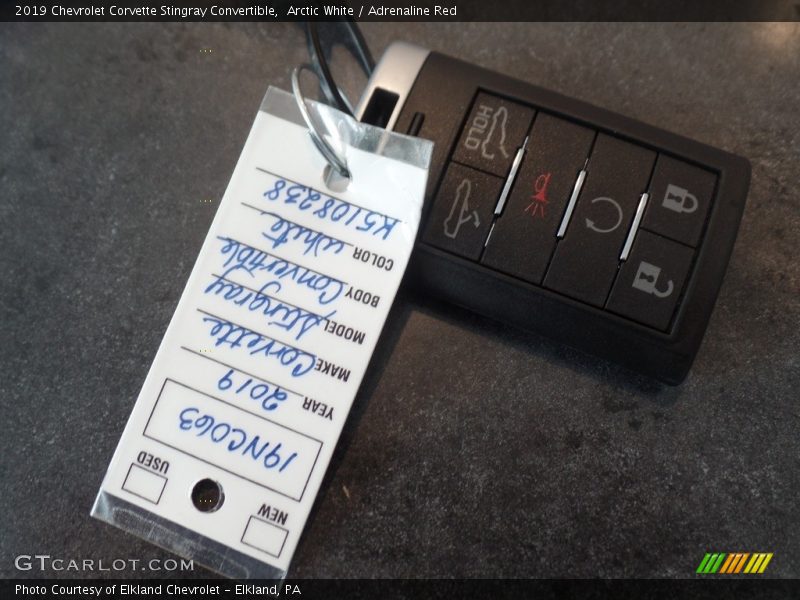 2019 Chevrolet Corvette Stingray Convertible,  Arctic White / Adrenaline Red
HOLD
NEW
USED
19NC063
YEAR 2019
MAKE Corvette
MODEL Stingray
BODY Convertible
COLOR white
K5108238
GTCARLOT.COM
Photo Courtesy of Elkland Chevrolet – Elkland, PA